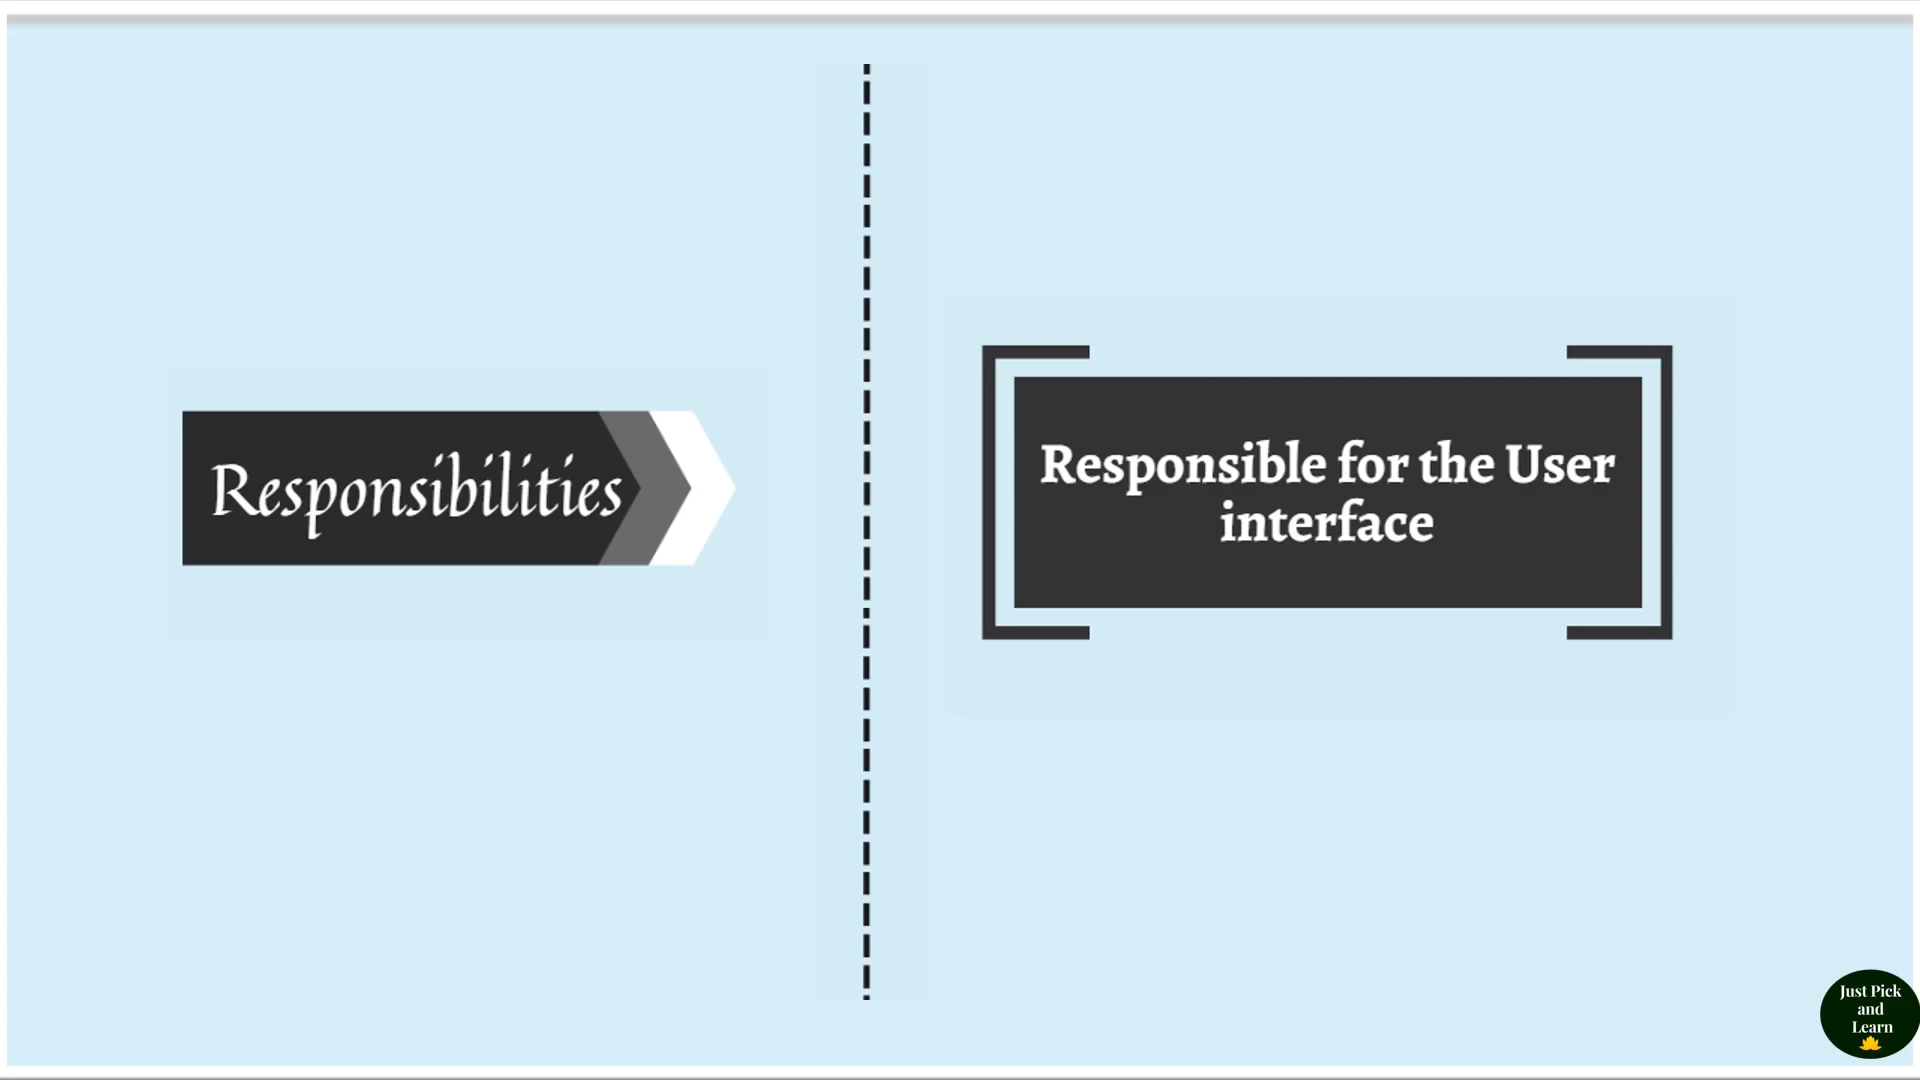 Responsibilities
Responsible for the User
interface
Just Pick
and
Learn